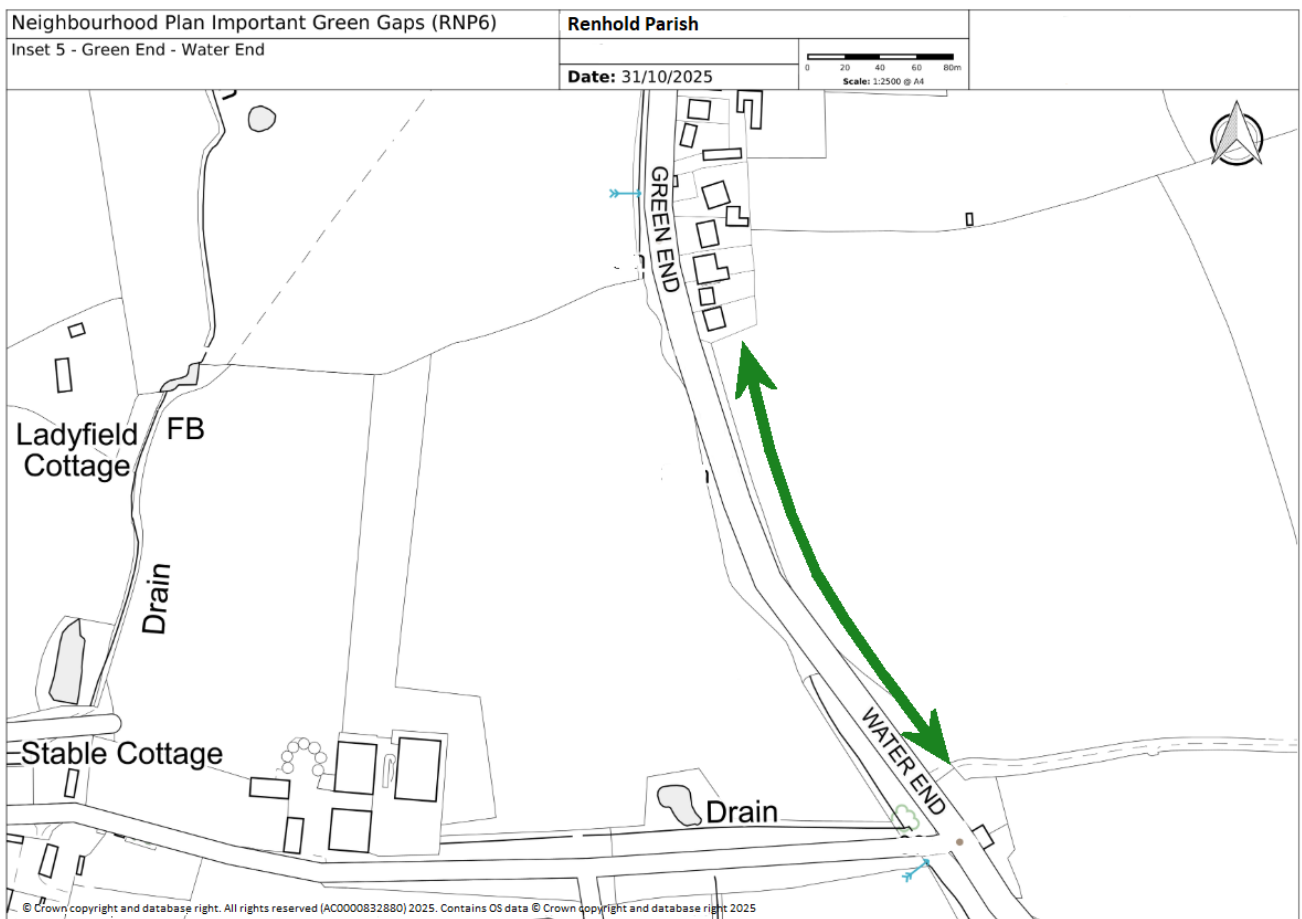 Neighbourhood Plan Important Green Gaps (RNP6)
Renhold Parish
Inset 5 - Green End - Water End
Date: 31/10/2025
0 20 40 60 80m
Scale: 1:2500 @ A4
GREEN END
FB
Ladyfield
Cottage
Drain
WATER END
Stable Cottage
Drain
© Crown copyright and database right. All rights reserved (AC0000832880) 2025. Contains OS data © Crown copyright and database right 2025